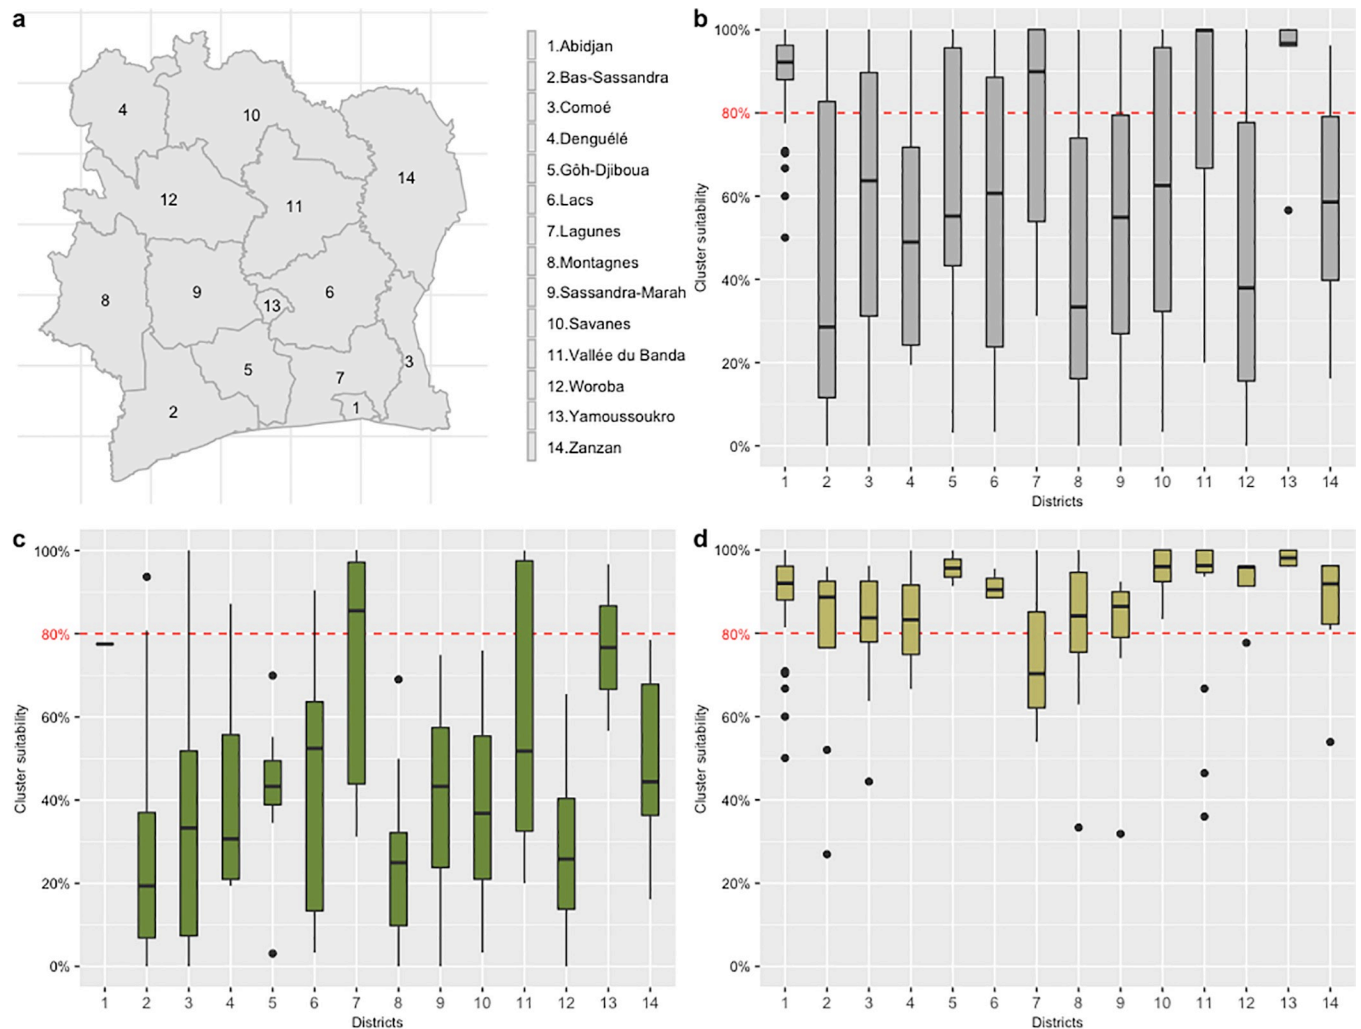 a
4
10
14
12
11
8
9
13
6
5
7
3
2
1
1.Abidjan
2.Bas-Sassandra
3.Comoé
4.Denguélé
5.Gôh-Djiboua
6.Lacs
7.Lagunes
8.Montagnes
9.Sassandra-Marah
10.Savanes
11.Vallée du Banda
12.Woroba
13.Yamoussoukro
14.Zanzan
b
100%
80%
60%
40%
20%
0%
Cluster suitability
1 2 3 4 5 6 7 8 9 10 11 12 13 14
Districts
c
100%
80%
60%
40%
20%
0%
Cluster suitability
1 2 3 4 5 6 7 8 9 10 11 12 13 14
Districts
d
100%
80%
60%
40%
20%
0%
Cluster suitability
1 2 3 4 5 6 7 8 9 10 11 12 13 14
Districts